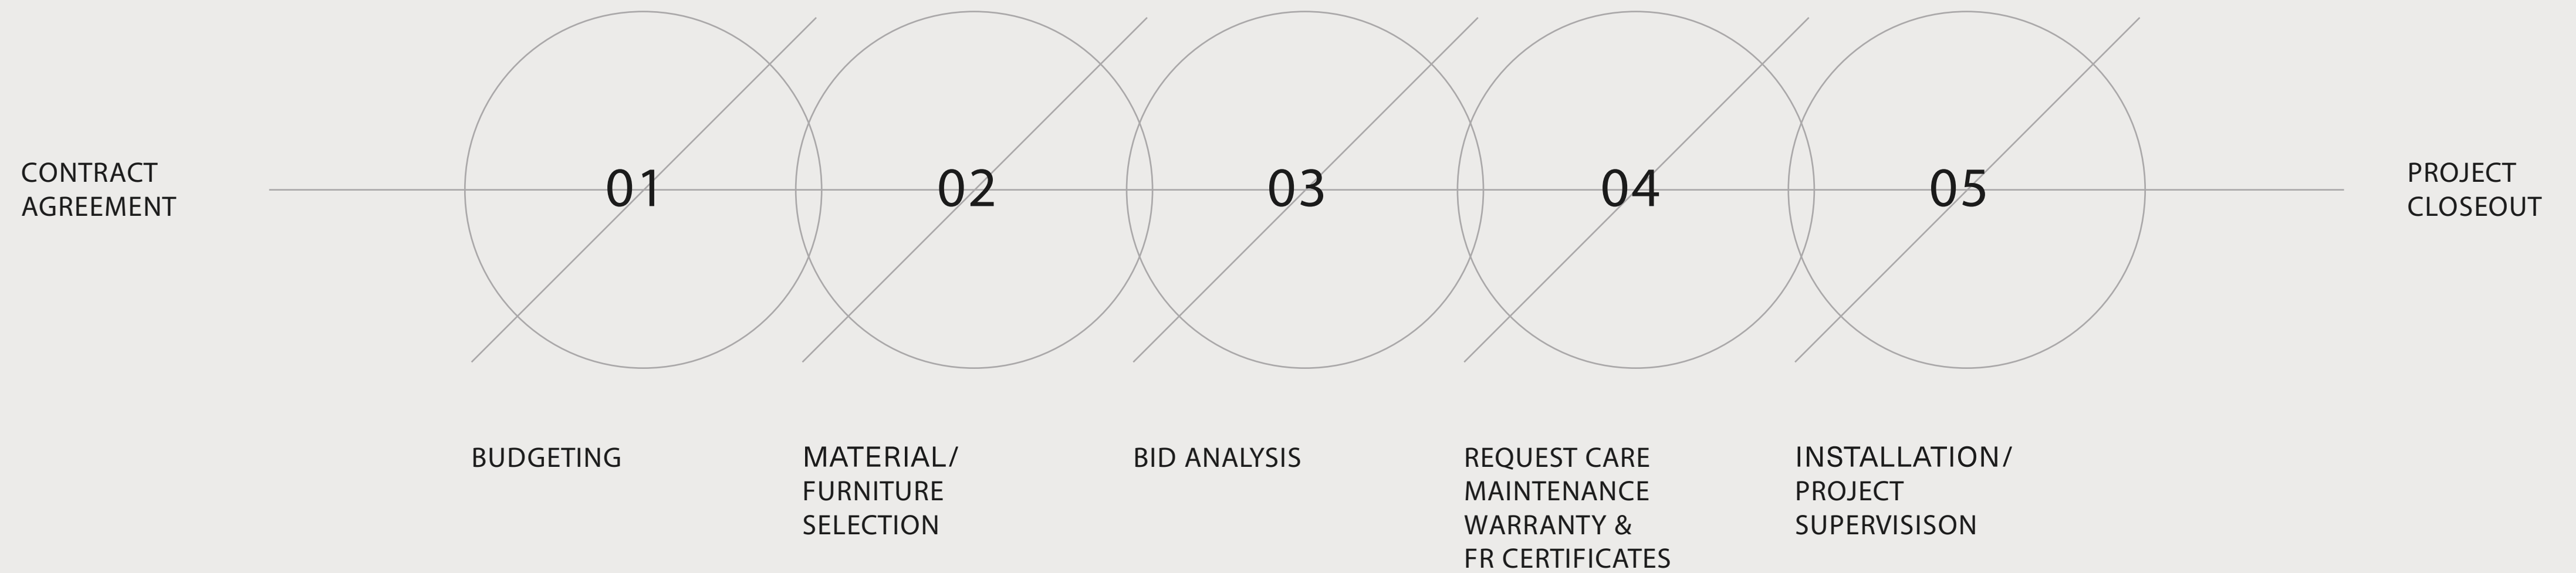 CONTRACT
AGREEMENT
01
02
03
04
05
PROJECT
CLOSEOUT
BUDGETING
MATERIAL/
FURNITURE
SELECTION
BID ANALYSIS
REQUEST CARE
MAINTENANCE
WARRANTY &
FR CERTIFICATES
INSTALLATION/
PROJECT
SUPERVISISON